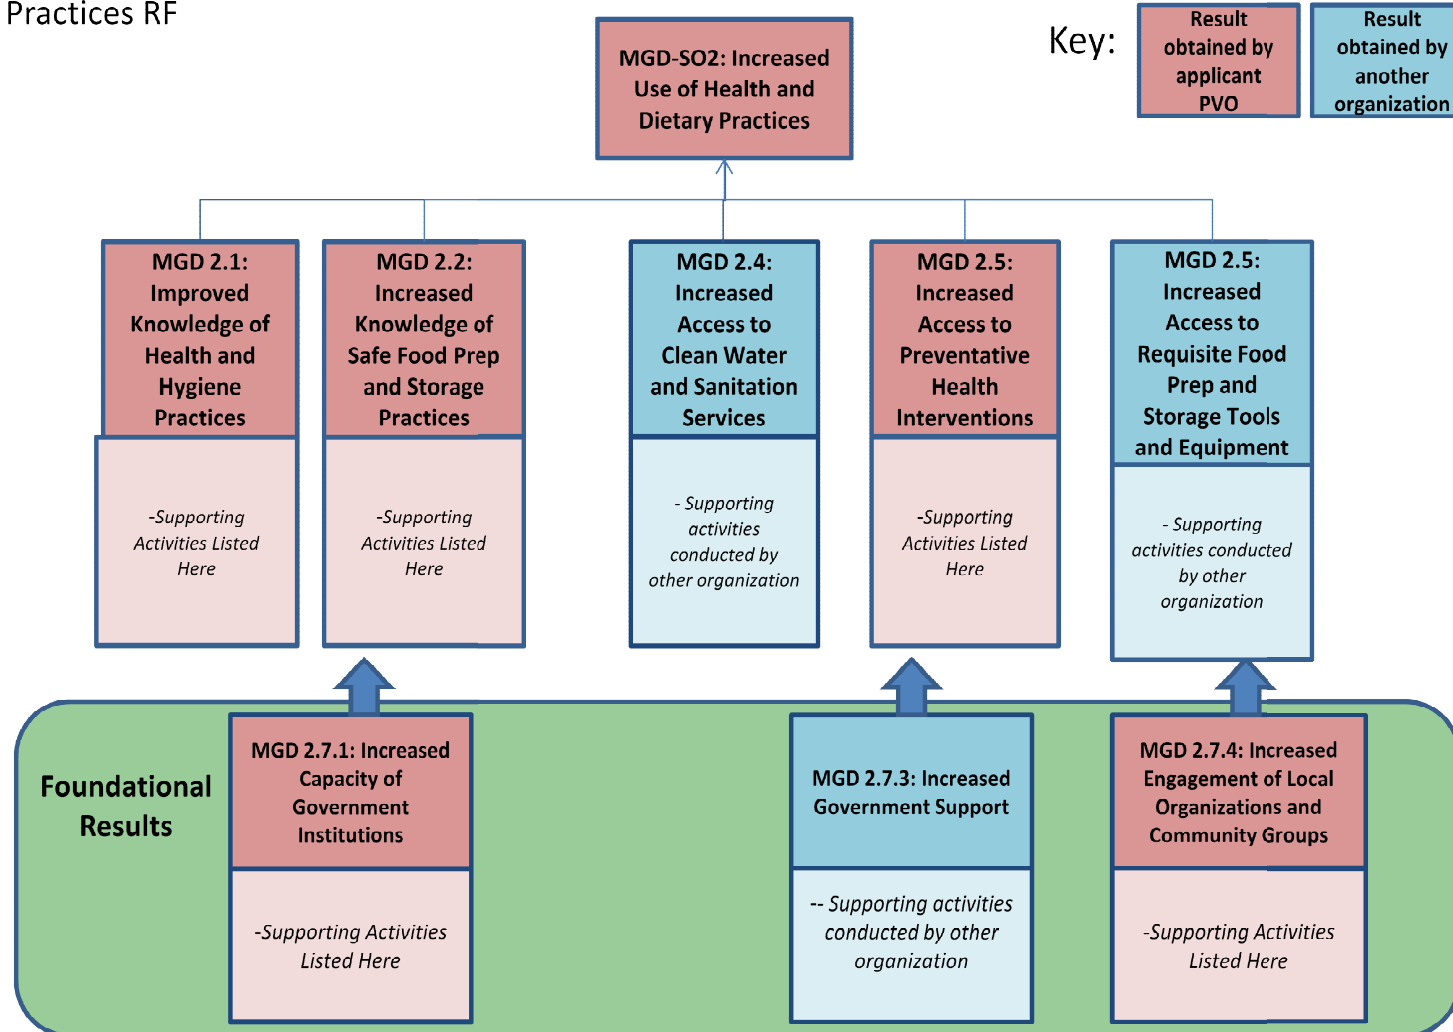 Practices RF
Key:
Result
obtained by
applicant
PVO
Result
obtained by
another
organization
MGD-SO2: Increased
Use of Health and
Dietary Practices
MGD 2.1:
Improved
Knowledge of
Health and
Hygiene
Practices
-Supporting
Activities Listed
Here
MGD 2.2:
Increased
Knowledge of
Safe Food Prep
and Storage
Practices
-Supporting
Activities Listed
Here
MGD 2.4:
Increased
Access to
Clean Water
and Sanitation
Services
- Supporting
activities
conducted by
other organization
MGD 2.5:
Increased
Access to
Preventative
Health
Interventions
-Supporting
Activities Listed
Here
MGD 2.5:
Increased
Access to
Requisite Food
Prep and
Storage Tools
and Equipment
- Supporting
activities conducted
by other
organization
Foundational
Results
MGD 2.7.1: Increased
Capacity of
Government
Institutions
-Supporting Activities
Listed Here
MGD 2.7.3: Increased
Government Support
-- Supporting activities
conducted by other
organization
MGD 2.7.4: Increased
Engagement of Local
Organizations and
Community Groups
-Supporting Activities
Listed Here